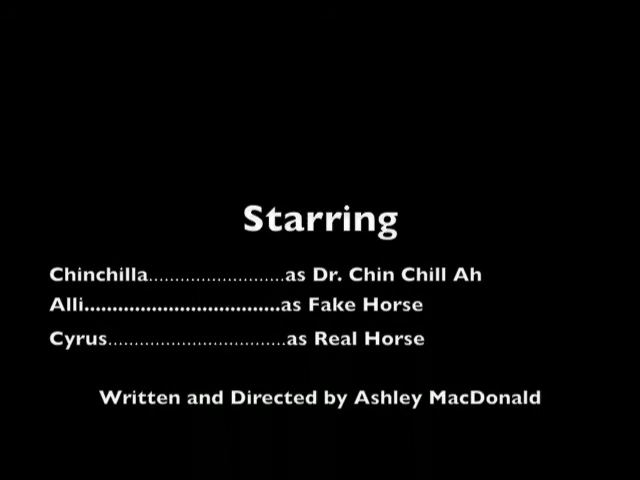 Starring
Chinchilla..........................as Dr. Chin Chill Ah
Alli...................................as Fake Horse
Cyrus..................................as Real Horse
Written and Directed by Ashley MacDonald